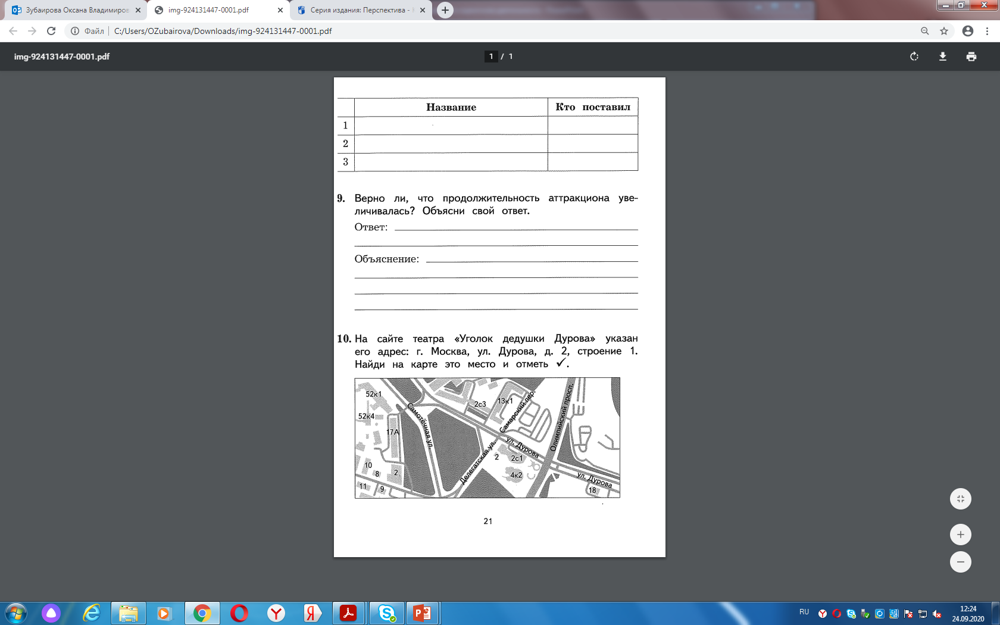 Зубаирова Оксана Владимиров
img-924131447-0001.pdf
Серия издания: Перспектива -
Файл
C:/Users/OZubairova/Downloads/img-924131447-0001.pdf
img-924131447-0001.pdf
1 / 1
Название Кто поставил
1
2
3
9. Верно ли, что продолжительность аттракциона уве-
личивалась? Объясни свой ответ.
Ответ:
Объяснение:
10. На сайте театра «Уголок дедушки Дурова» указан
его адрес: г. Москва, ул. Дурова, д. 2, строение 1.
Найди на карте это место и отметь ✓.
52к1
52к4
17А
Самотёчная ул.
2с3
13к1
Самарский пер.
Олимпийский просп.
ул. Дурова
Делегатская ул.
2
2с1
4к2
10
8
2
11
9
ул. Дурова
18
21
RU
12:24
24.09.2020